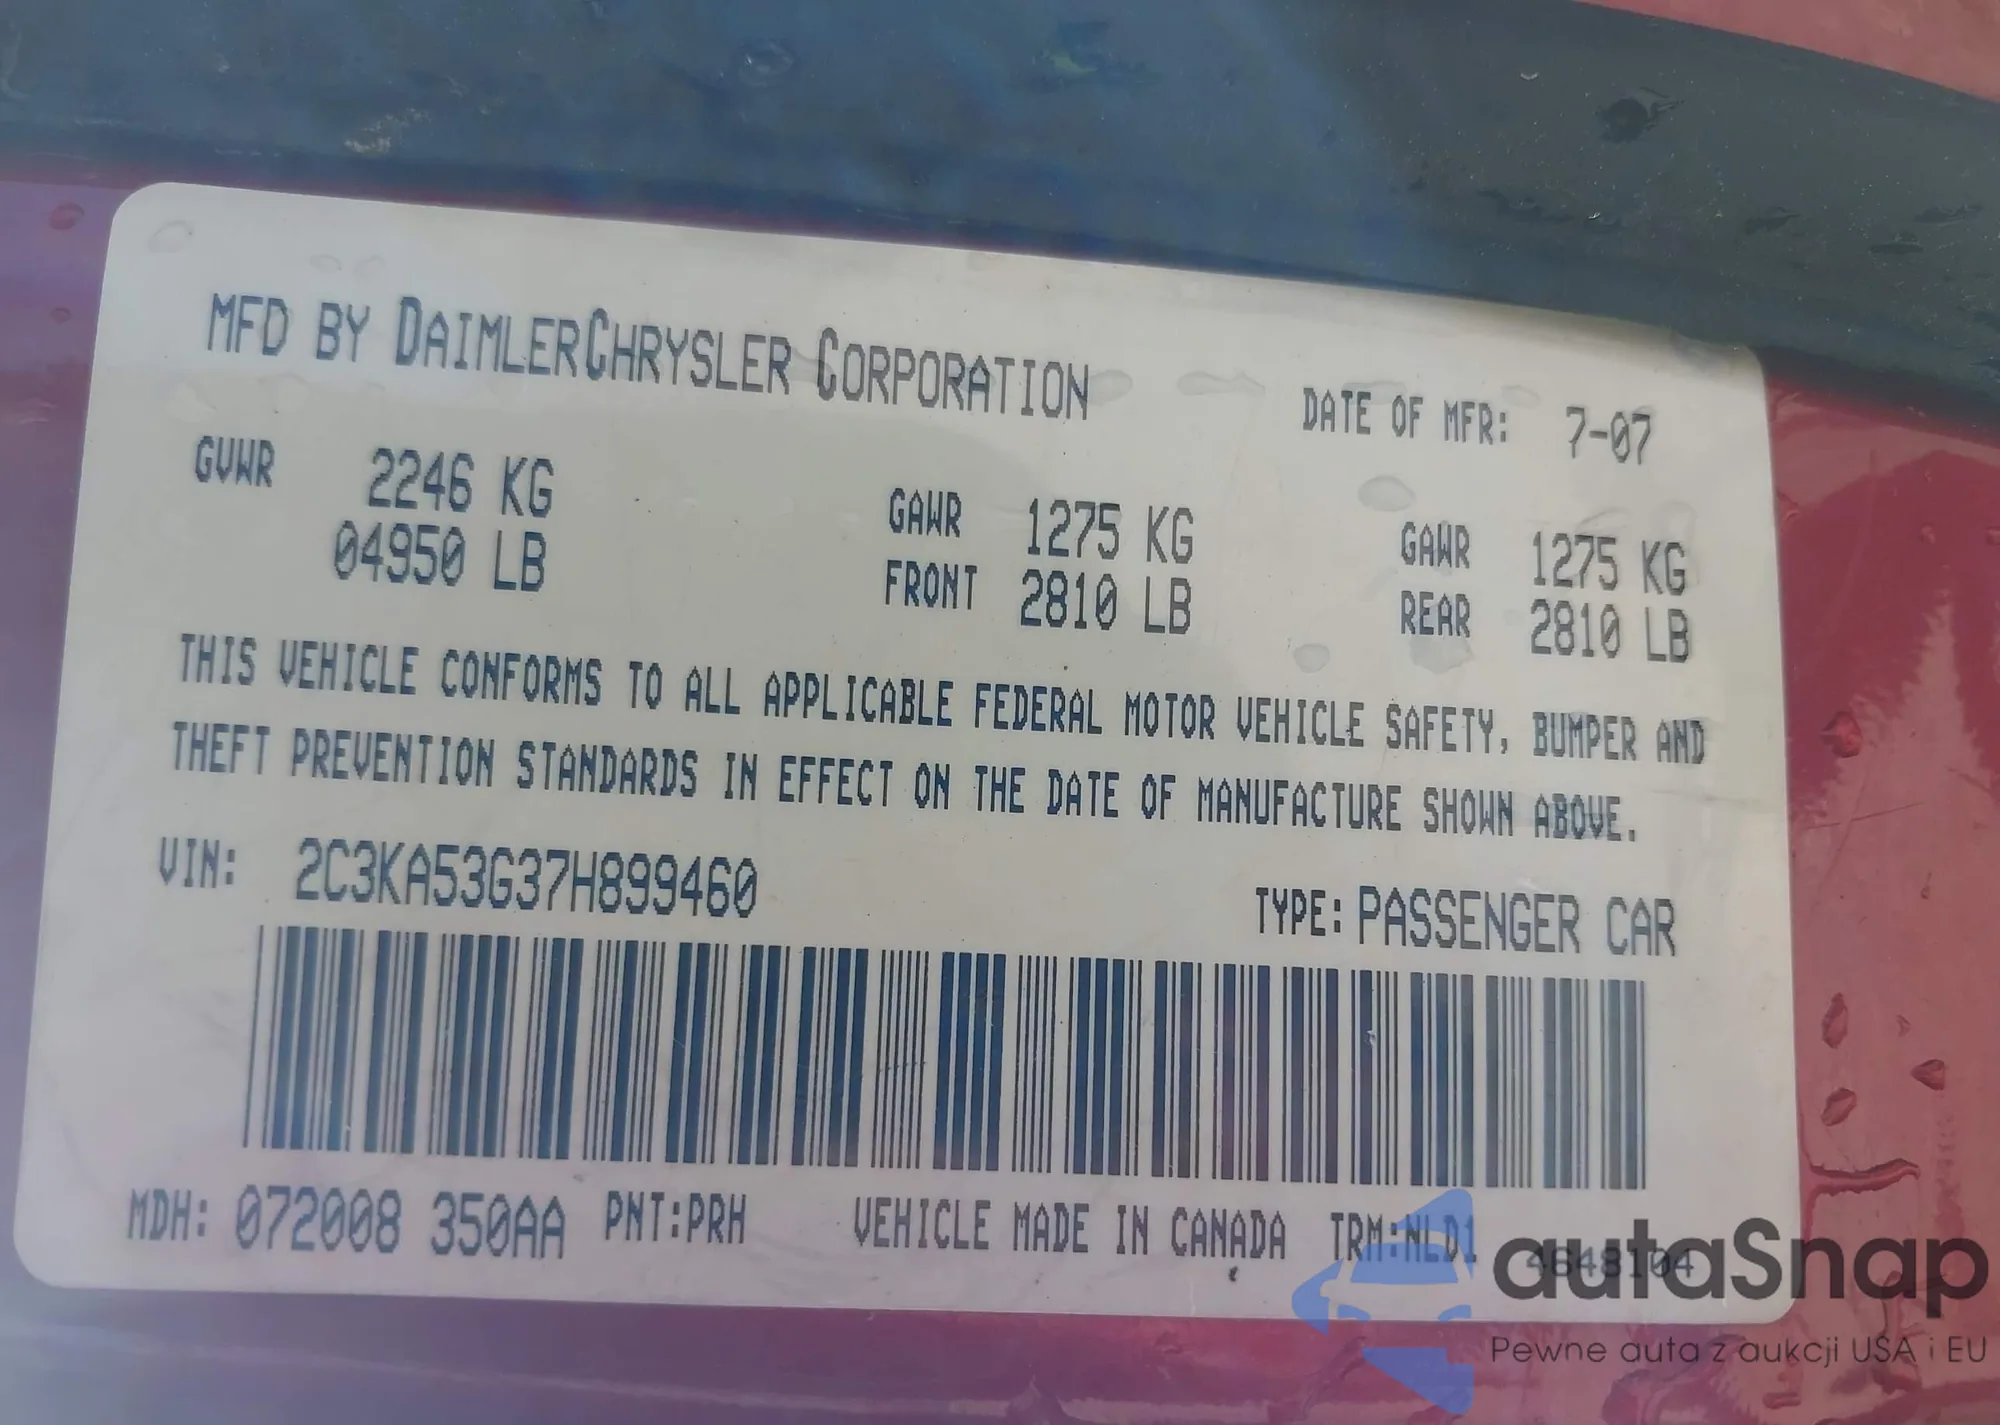 MFD BY DAIMLERCHRYSLER CORPORATION
DATE OF MFR: 7-07
GVWR 2246 KG
04950 LB
GAWR FRONT 1275 KG
2810 LB
GAWR REAR 1275 KG
2810 LB
THIS VEHICLE CONFORMS TO ALL APPLICABLE FEDERAL MOTOR VEHICLE SAFETY, BUMPER AND
THEFT PREVENTION STANDARDS IN EFFECT ON THE DATE OF MANUFACTURE SHOWN ABOVE.
VIN: 2C3KA53G37H899460
TYPE: PASSENGER CAR
MDH: 072008 350AA PNT:PRH VEHICLE MADE IN CANADA TRM:NLD1
4648104
autaSnap
Pewne auta z aukcji USA i EU